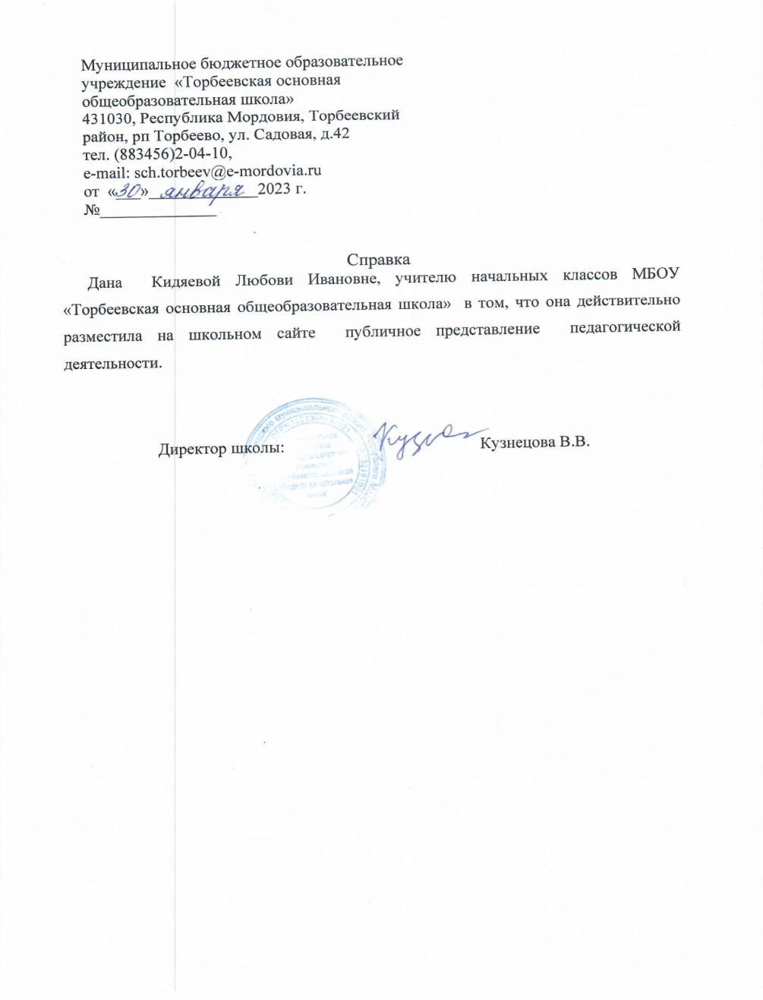 Муниципальное бюджетное образовательное
учреждение «Торбеевская основная
общеобразовательная школа»
431030, Республика Мордовия, Торбеевский
район, рп Торбеево, ул. Садовая, д.42
тел. (883456)2-04-10,
e-mail: sch.torbeev@e-mordovia.ru
от «30» января 2023 г.
№
Справка
Дана Кидяевой Любови Ивановне, учителю начальных классов МБОУ
«Торбеевская основная общеобразовательная школа» в том, что она действительно
разместила на школьном сайте публичное представление педагогической
деятельности.
Директор школы: Кузнецова В.В.